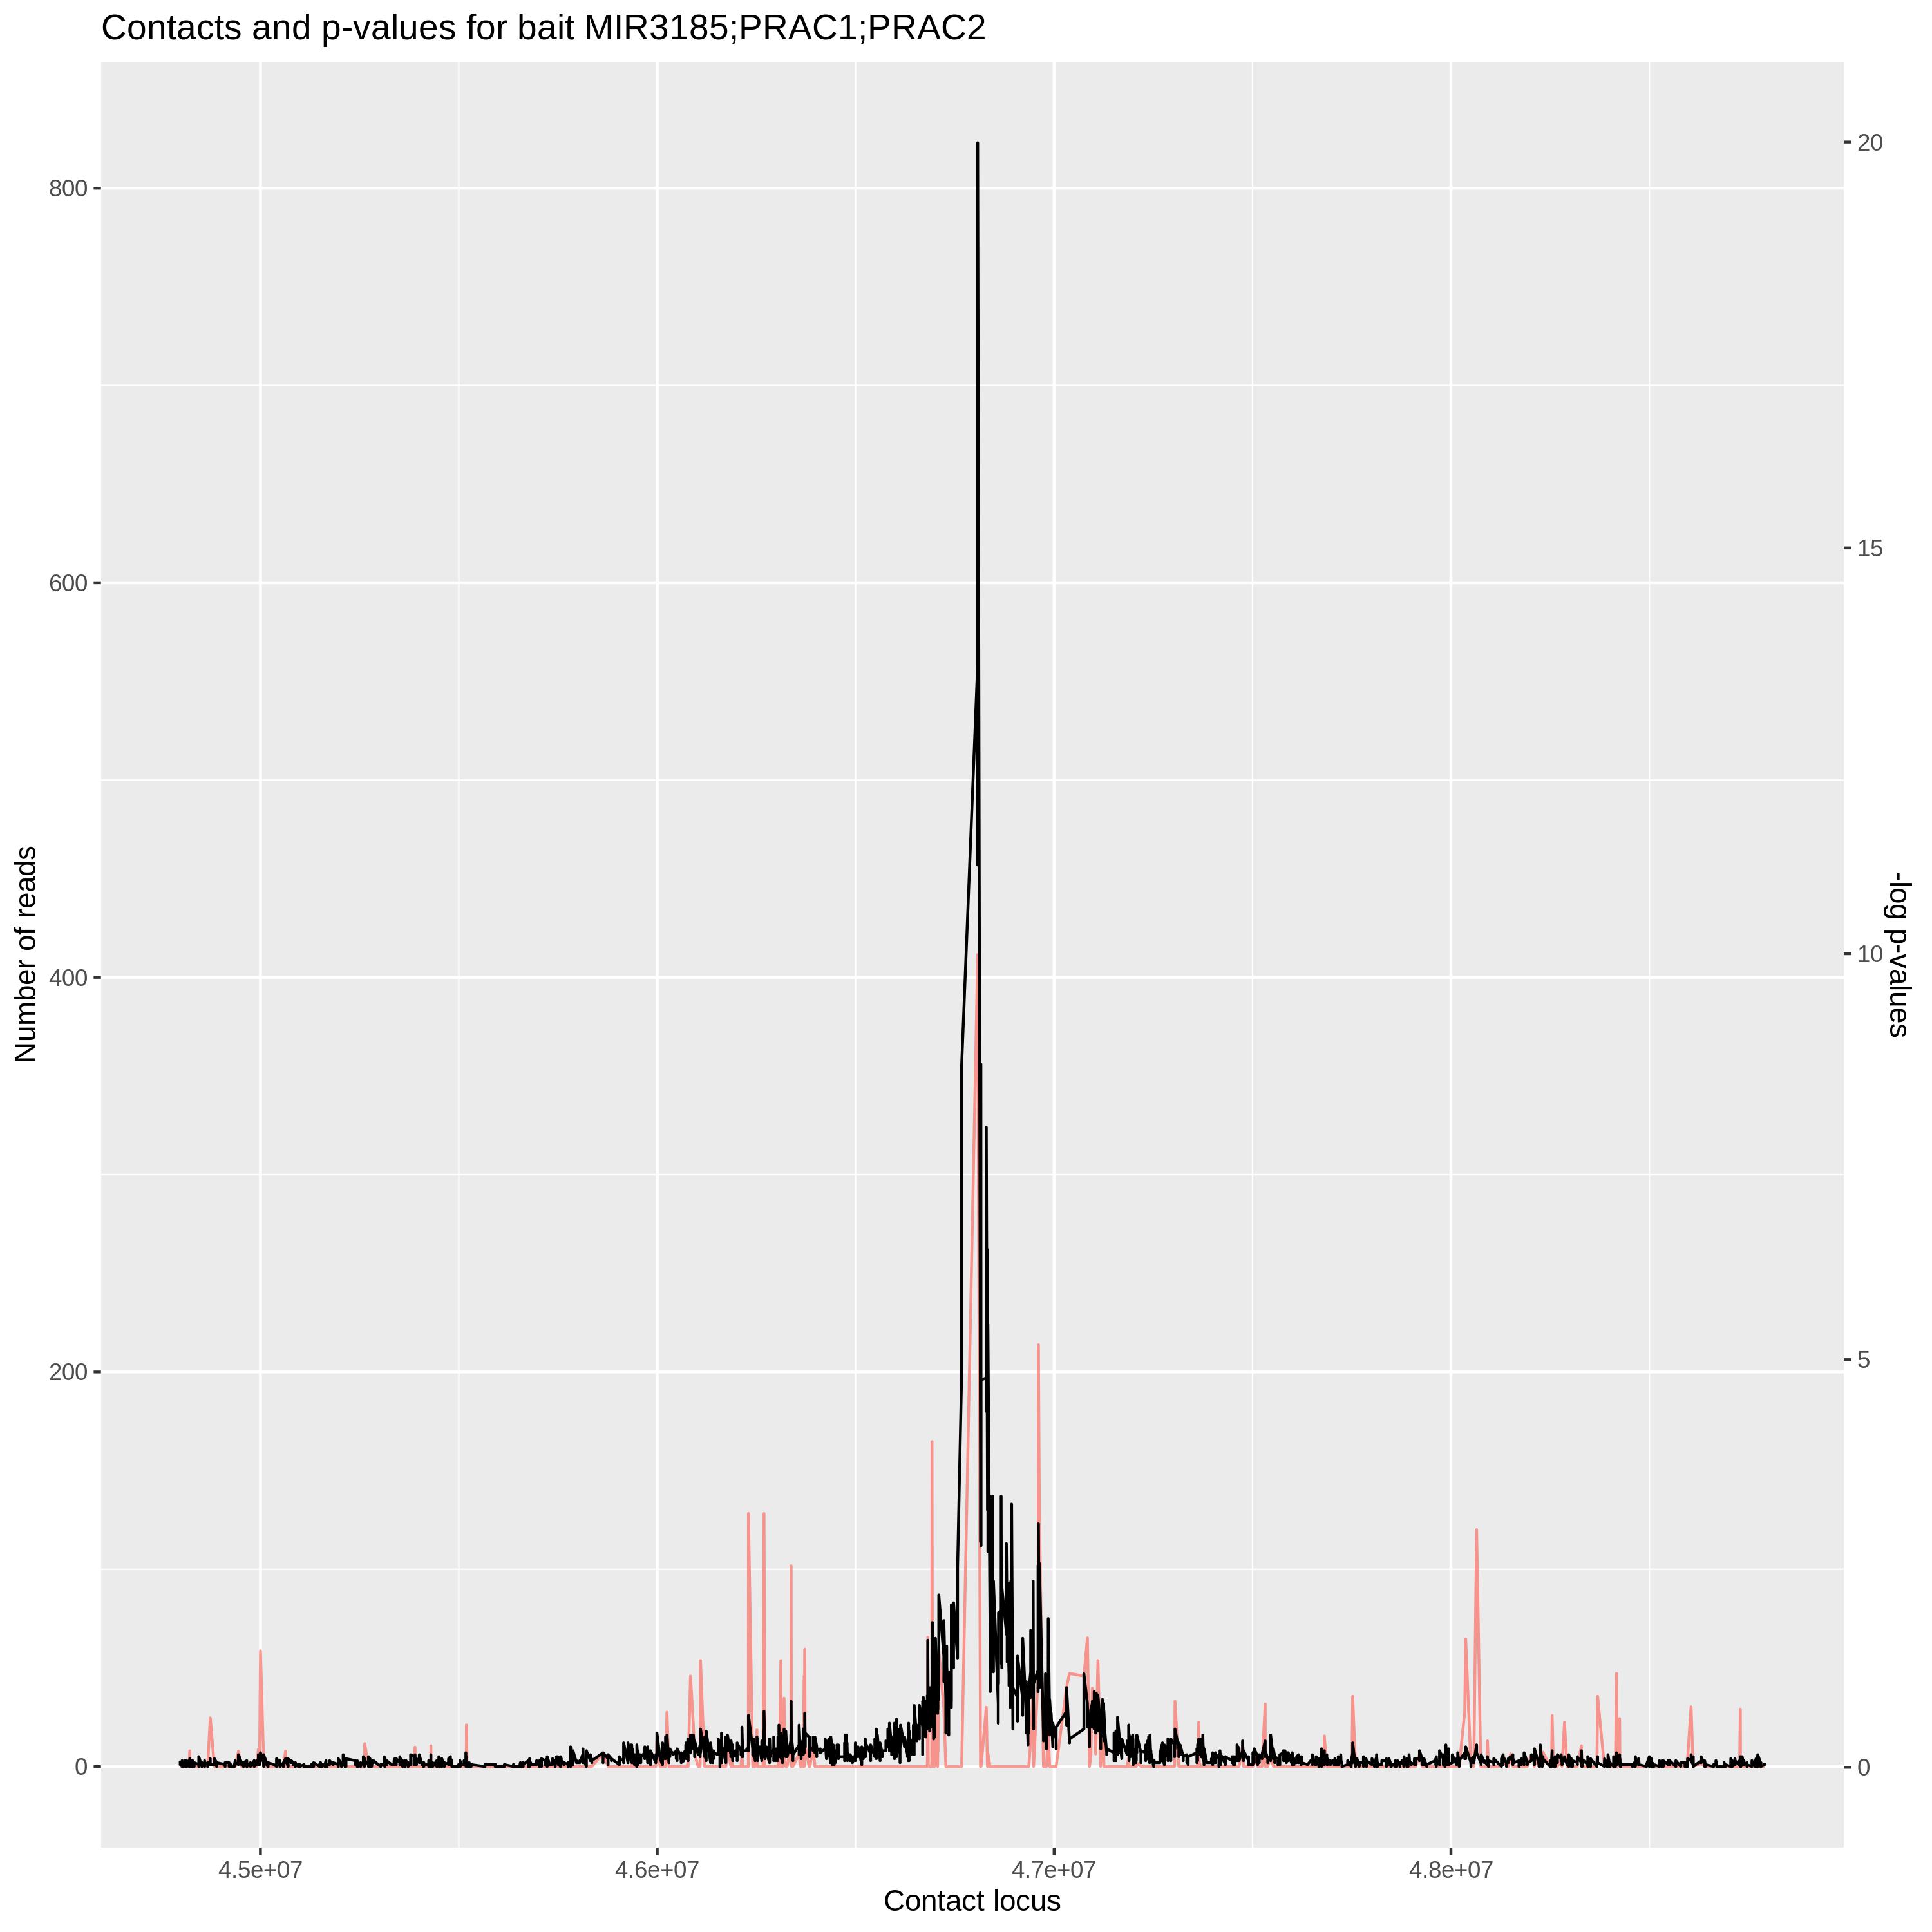 Contacts and p-values for bait MIR3185;PRAC1;PRAC2
800
600
400
200
0
Number of reads
20
15
10
5
0
-log p-values
4.5e+07
4.6e+07
4.7e+07
4.8e+07
Contact locus